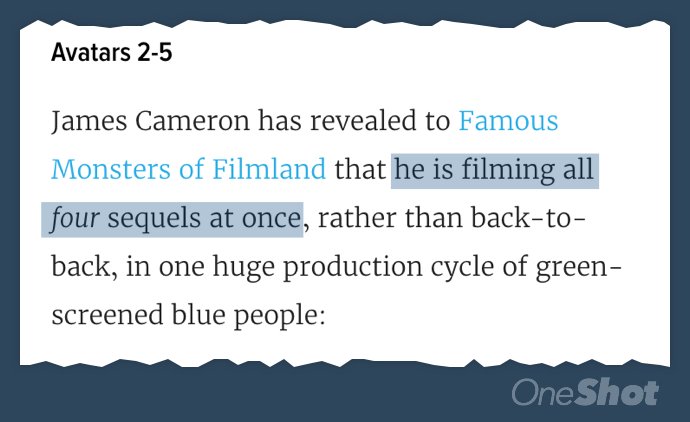 Avatars 2-5
James Cameron has revealed to Famous
Monsters of Filmland that he is filming all
four sequels at once, rather than back-to-
back, in one huge production cycle of green-
screened blue people:
OneShot